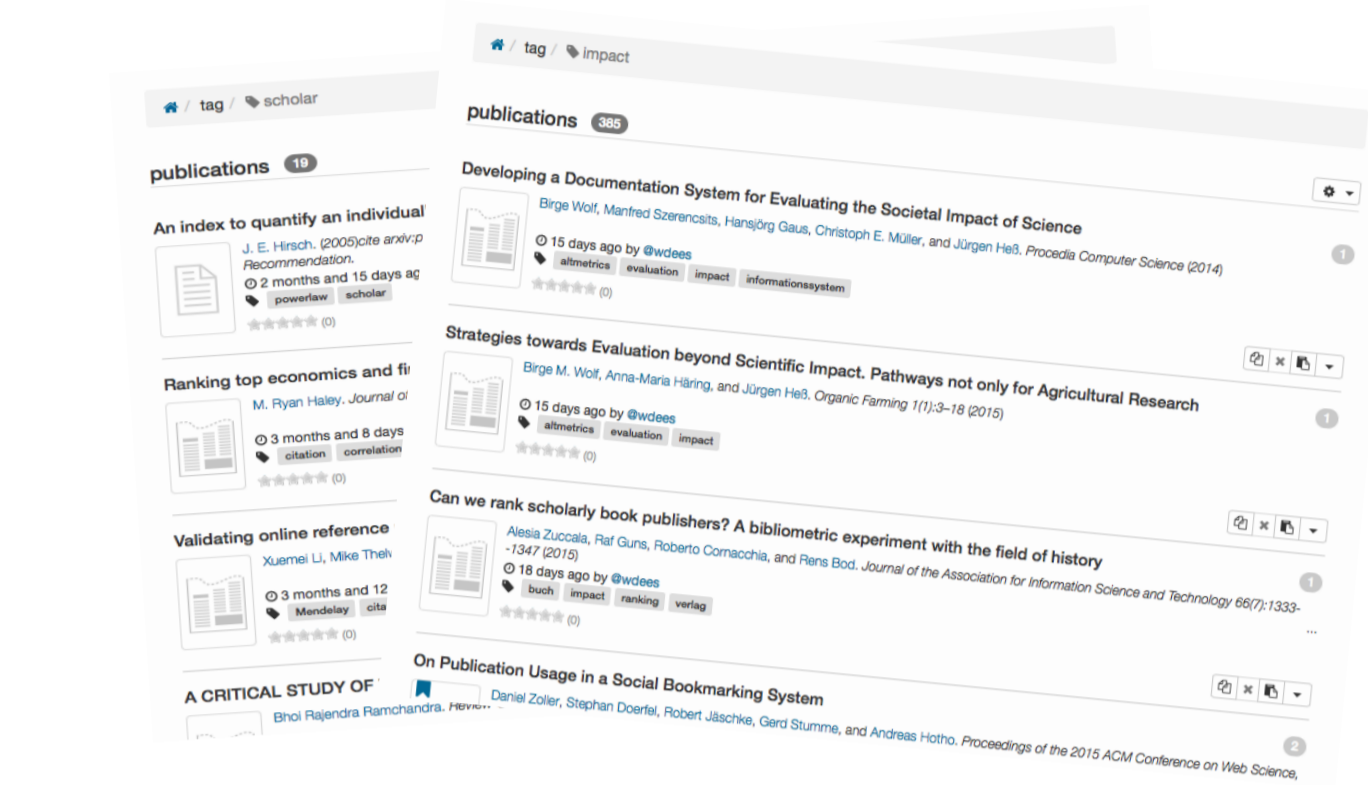 / tag / scholar
publications 19
An index to quantify an individual'
J. E. Hirsch. (2005)cite arxiv:p
Recommendation.
2 months and 15 days ag
powerlaw scholar
(0)
Ranking top economics and fi
M. Ryan Haley. Journal of
3 months and 8 days
citation correlation
(0)
Validating online reference
Xuemei Li, Mike Thelw
3 months and 12
Mendelay cita
(0)
A CRITICAL STUDY OF
Bhoi Rajendra Ramchandra. Review
/ tag / impact
publications 385
Developing a Documentation System for Evaluating the Societal Impact of Science
Birge Wolf, Manfred Szerencsits, Hansjörg Gaus, Christoph E. Müller, and Jürgen Heß. Procedia Computer Science (2014)
1
15 days ago by @wdees
altmetrics evaluation impact informationssystem
(0)
Strategies towards Evaluation beyond Scientific Impact. Pathways not only for Agricultural Research
Birge M. Wolf, Anna-Maria Häring, and Jürgen Heß. Organic Farming 1(1):3–18 (2015)
1
15 days ago by @wdees
altmetrics evaluation impact
(0)
Can we rank scholarly book publishers? A bibliometric experiment with the field of history
Alesia Zuccala, Raf Guns, Roberto Cornacchia, and Rens Bod. Journal of the Association for Information Science and Technology 66(7):1333-
-1347 (2015)
1
18 days ago by @wdees
...
buch impact ranking verlag
(0)
On Publication Usage in a Social Bookmarking System
Daniel Zoller, Stephan Doerfel, Robert Jäschke, Gerd Stumme, and Andreas Hotho. Proceedings of the 2015 ACM Conference on Web Science,
2